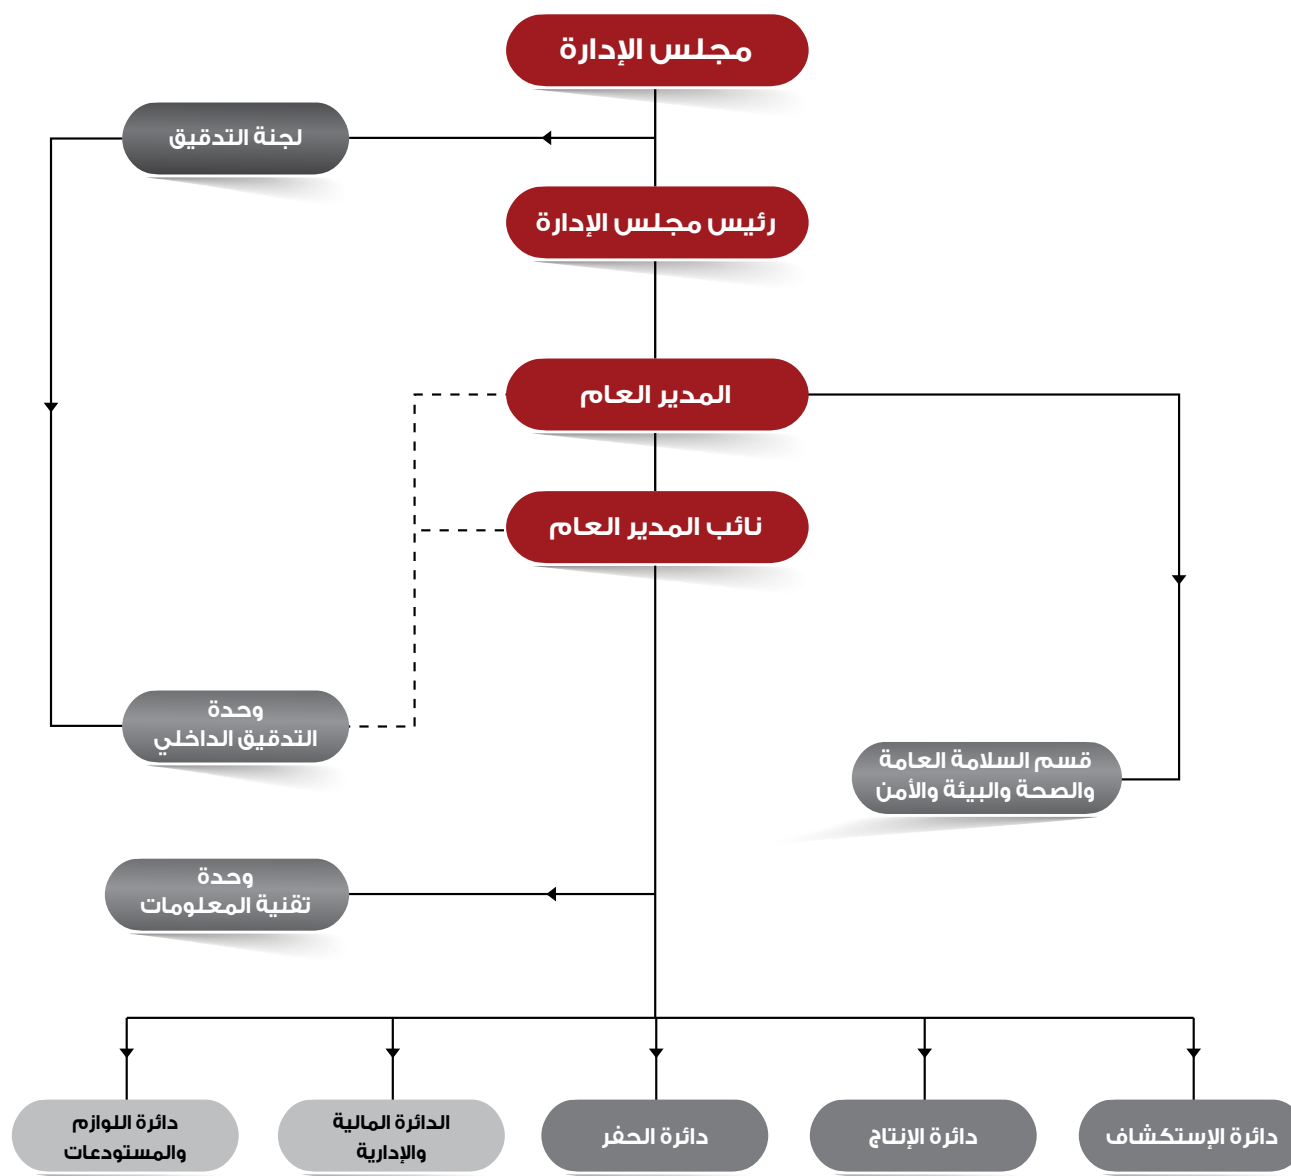 مجلس الإدارة
لجنة التدقيق
رئيس مجلس الإدارة
المدير العام
نائب المدير العام
وحدة
التدقيق الداخلي
قسم السلامة العامة
والصحة والبيئة والأمن
وحدة
تقنية المعلومات
دائرة الإستكشاف
دائرة الإنتاج
دائرة الحفر
الدائرة المالية
والإدارية
دائرة اللوازم
والمستودعات